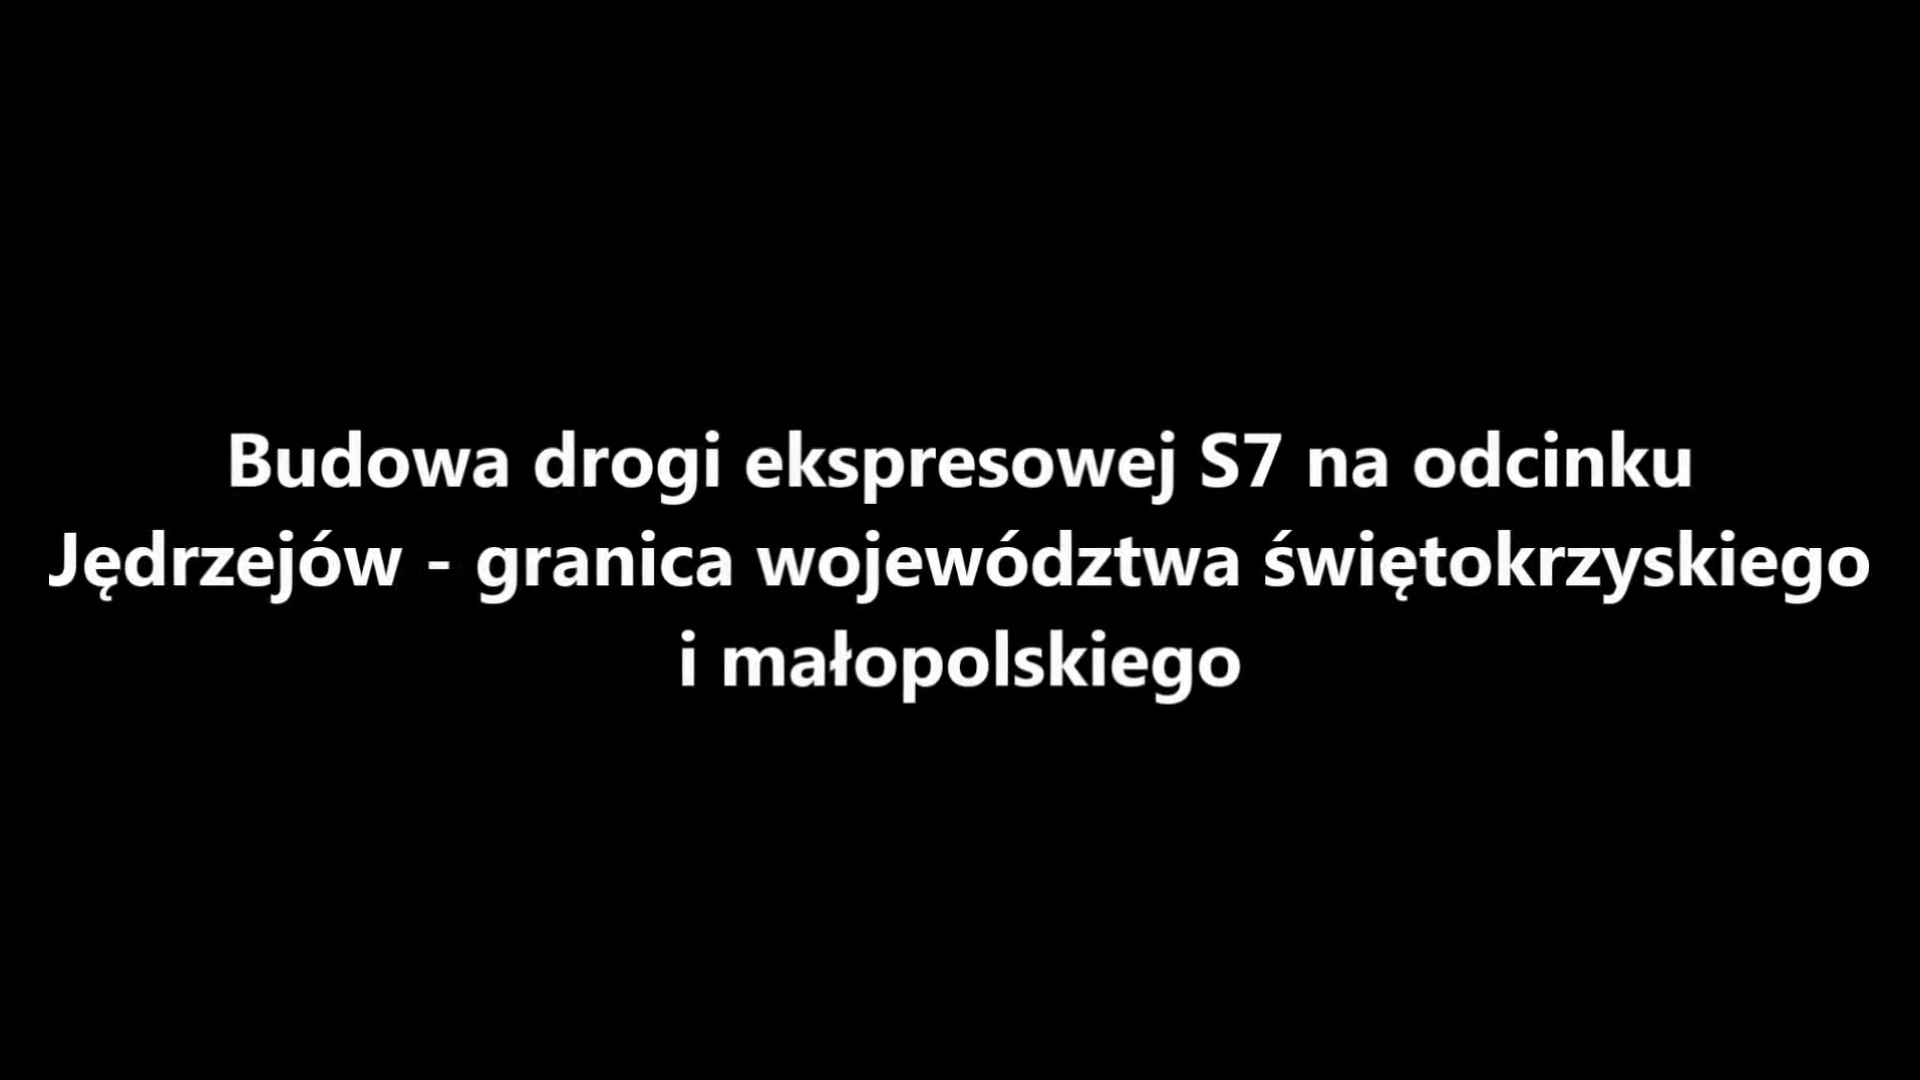 Budowa drogi ekspresowej S7 na odcinku
Jędrzejów - granica województwa świętokrzyskiego
i małopolskiego